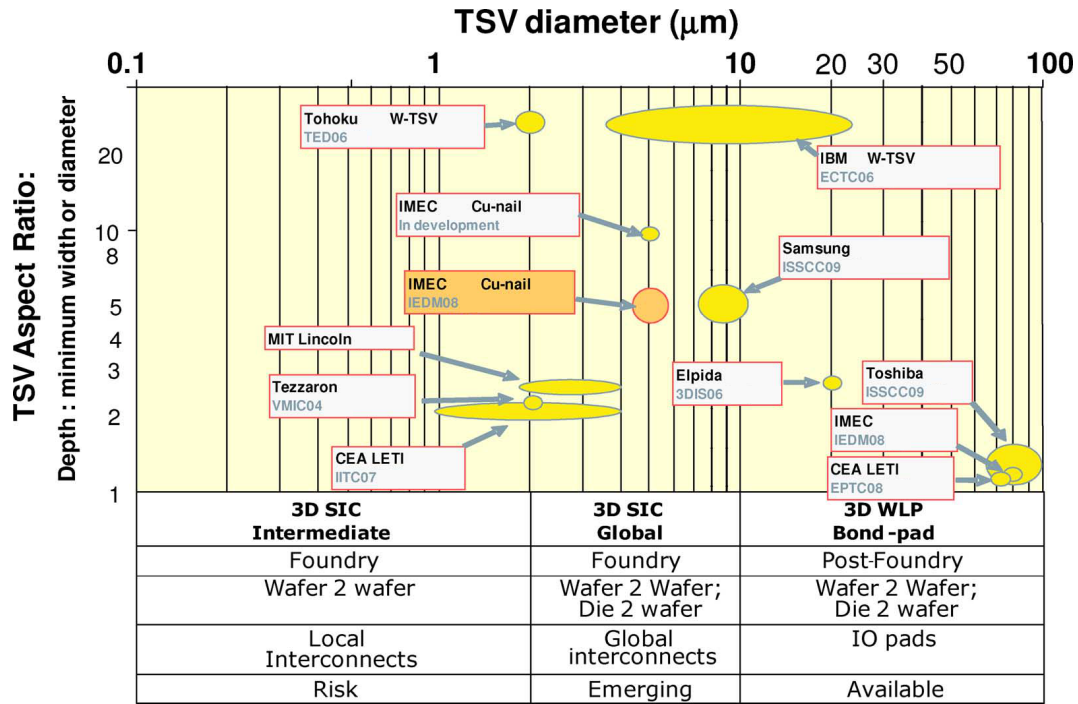 TSV diameter (μm)
0.1 1 10 20 30 50 100
TSV Aspect Ratio:
Depth : minimum width or diameter
20
10
8
5
4
3
2
1
Tohoku W-TSV
TED06
IBM W-TSV
ECTC06
IMEC Cu-nail
In development
Samsung
ISSCC09
IMEC Cu-nail
IEDM08
MIT Lincoln
Tezzaron
VMIC04
Elpida
3DIS06
Toshiba
ISSCC09
IMEC
IEDM08
CEA LETI
IITC07
CEA LETI
EPTC08
3D SIC
Intermediate
3D SIC
Global
3D WLP
Bond-pad
Foundry
Foundry
Post-Foundry
Wafer 2 wafer
Wafer 2 Wafer;
Die 2 wafer
Wafer 2 Wafer;
Die 2 wafer
Local
Interconnects
Global
interconnects
IO pads
Risk
Emerging
Available